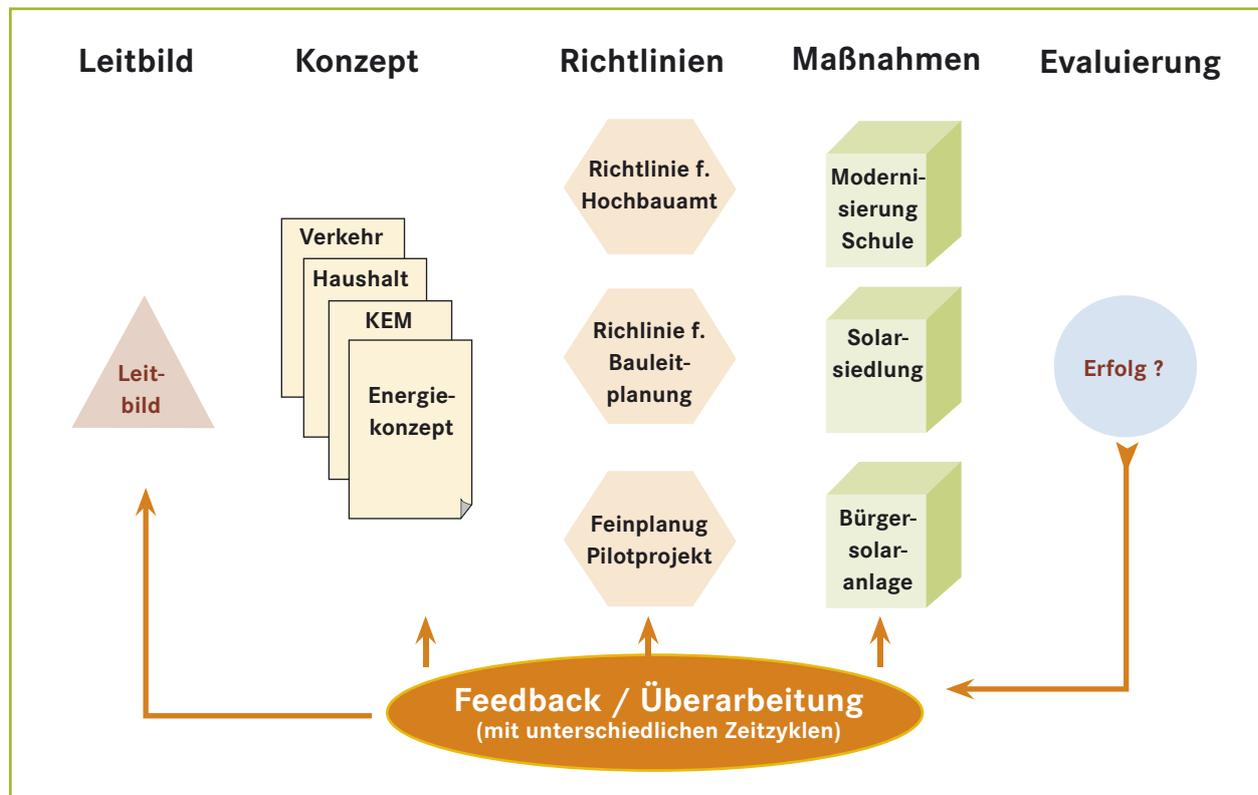 Leitbild
Konzept
Richtlinien
Maßnahmen
Evaluierung
Leit-
bild
Verkehr
Haushalt
KEM
Energie-
konzept
Richtlinie f.
Hochbauamt
Richlinie f.
Bauleit-
planung
Feinplanug
Pilotprojekt
Moderni-
sierung
Schule
Solar-
siedlung
Bürger-
solar-
anlage
Erfolg ?
Feedback / Überarbeitung
(mit unterschiedlichen Zeitzyklen)